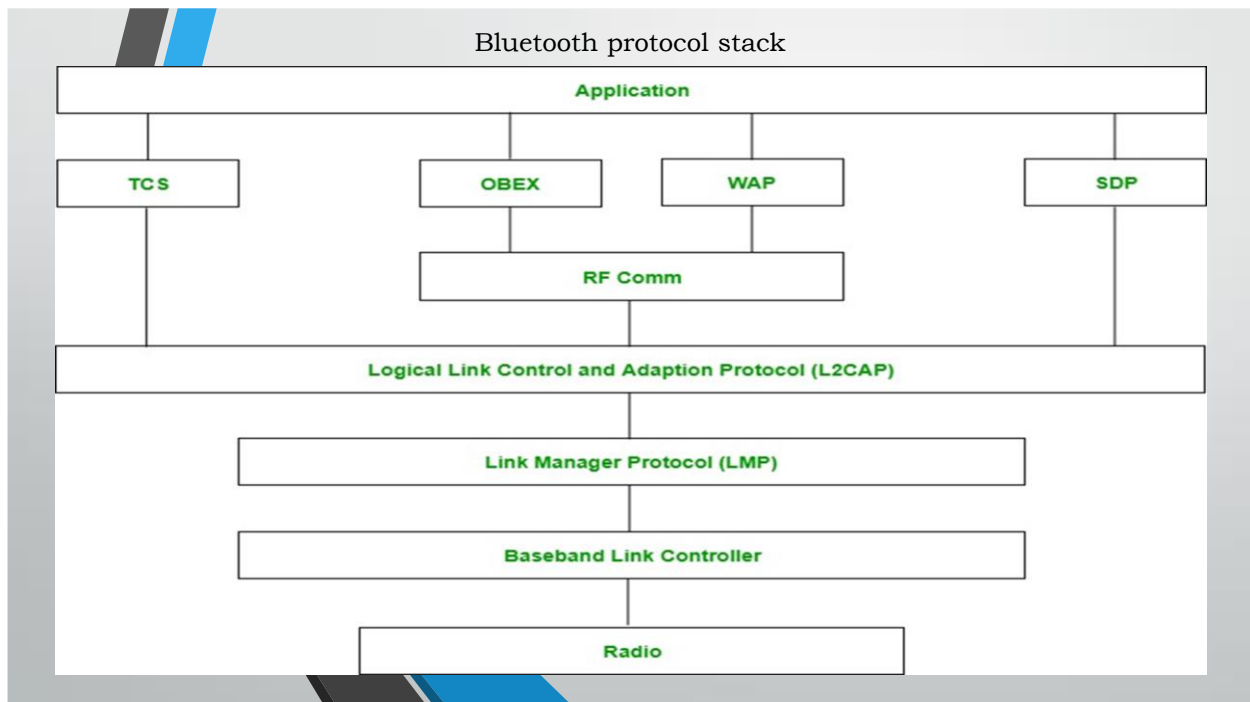 Bluetooth protocol stack
Application
TCS
OBEX
WAP
SDP
RF Comm
Logical Link Control and Adaption Protocol (L2CAP)
Link Manager Protocol (LMP)
Baseband Link Controller
Radio